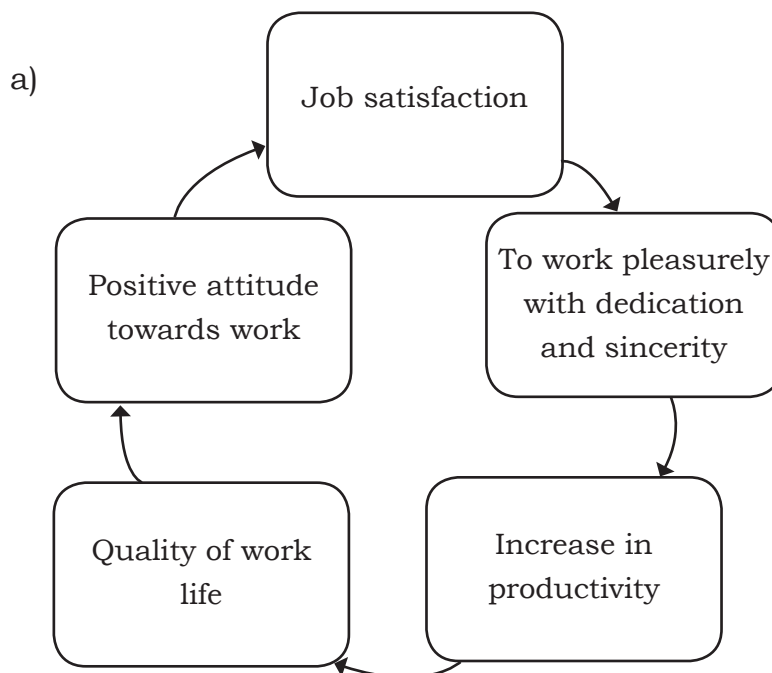 a)
Job satisfaction
To work pleasurely
with dedication
and sincerity
Increase in
productivity
Quality of work
life
Positive attitude
towards work